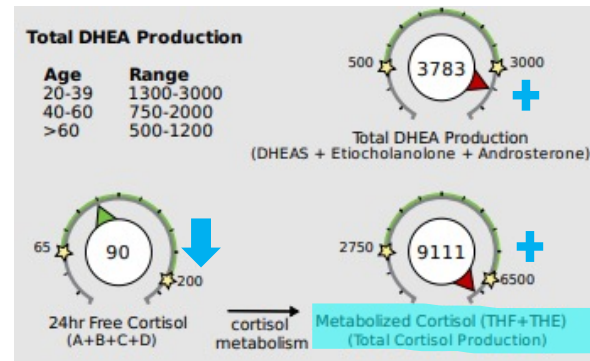 Total DHEA Production
Age Range
20-39 1300-3000
40-60 750-2000
>60 500-1200
500 3783 3000
Total DHEA Production
(DHEAS + Etiocholanolone + Androsterone)
65 90 200
24hr Free Cortisol
(A+B+C+D)
cortisol
metabolism
2750 9111 6500
Metabolized Cortisol (THF+THE)
(Total Cortisol Production)